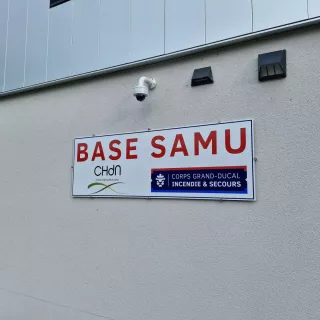 BASE SAMU
CHdN
CORPS GRAND-DUCAL
INCENDIE & SECOURS